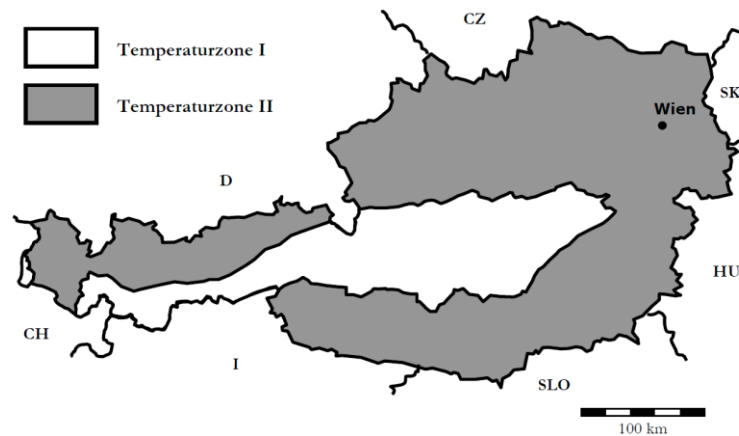 CZ
Temperaturzone I
Temperaturzone II
SK
Wien
D
HU
CH
I
SLO
100 km